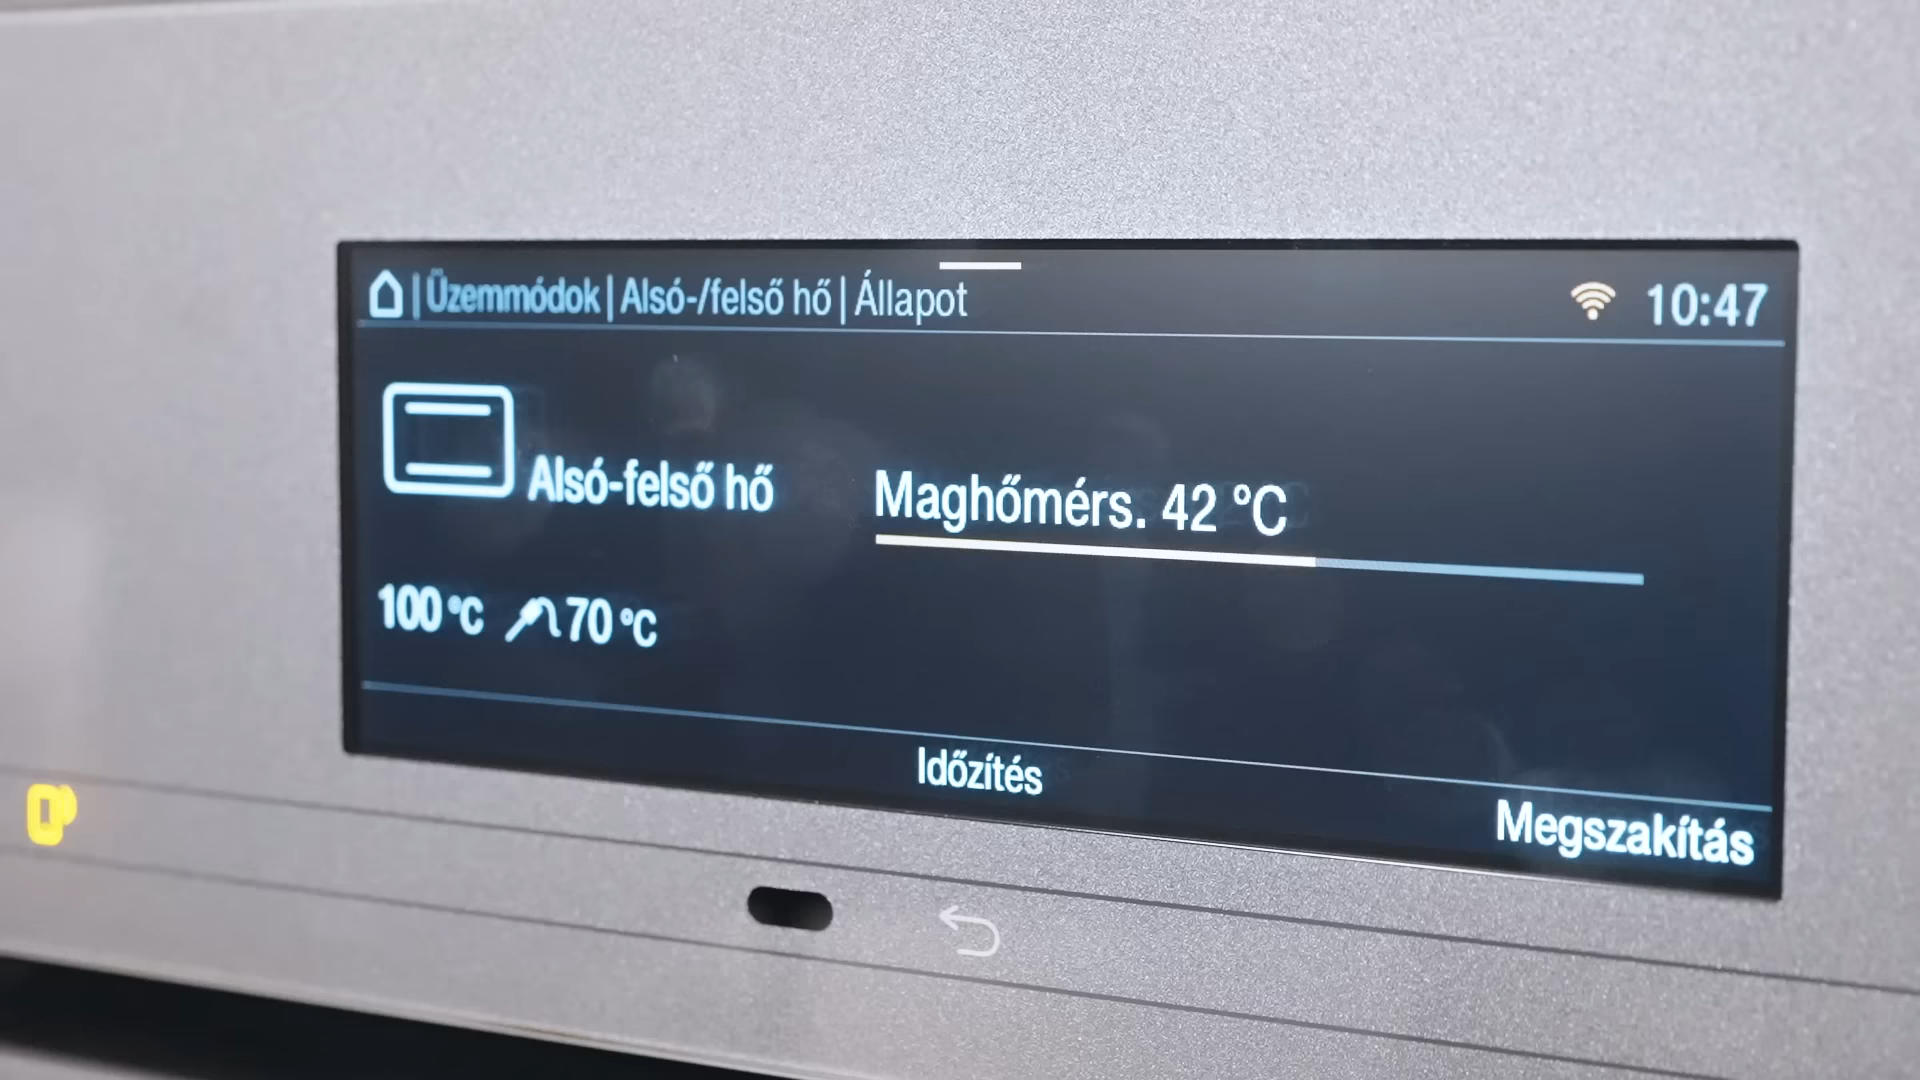 | Üzemmódok | Alsó-/felső hő | Állapot
10:47
Alsó-felső hő
Maghőmérs. 42 °C
100 °C 70 °C
Időzítés
Megszakítás